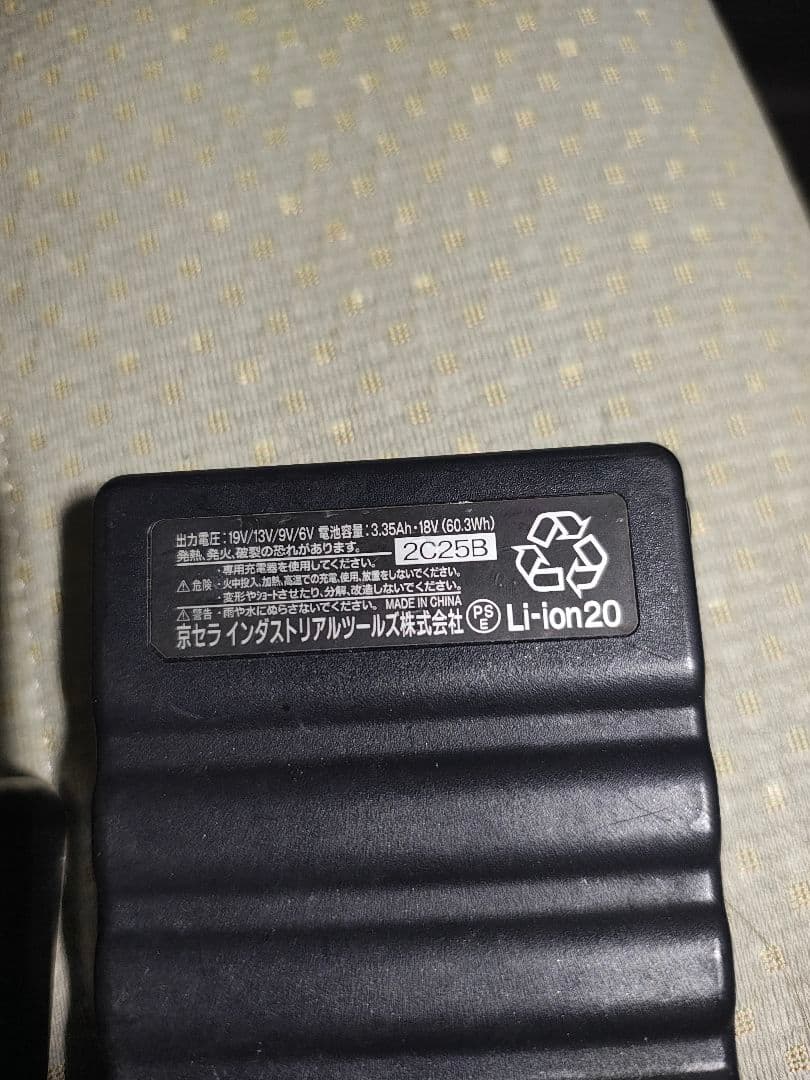 出力電圧:19V/13V/9V/6V 電池容量:3.35Ah・18V(60.3Wh)
発熱、発火、破裂の恐れがあります。
2C25B
・専用充電器を使用してください。
⚠危険・火中投入、加熱、高温での充電、使用、放置をしないでください。
・変形やショートさせたり、分解、改造しないでください。
⚠警告・雨や水にぬらさないでください。 MADE IN CHINA
京セラ インダストリアルツールズ株式会社 PSE Li-ion20